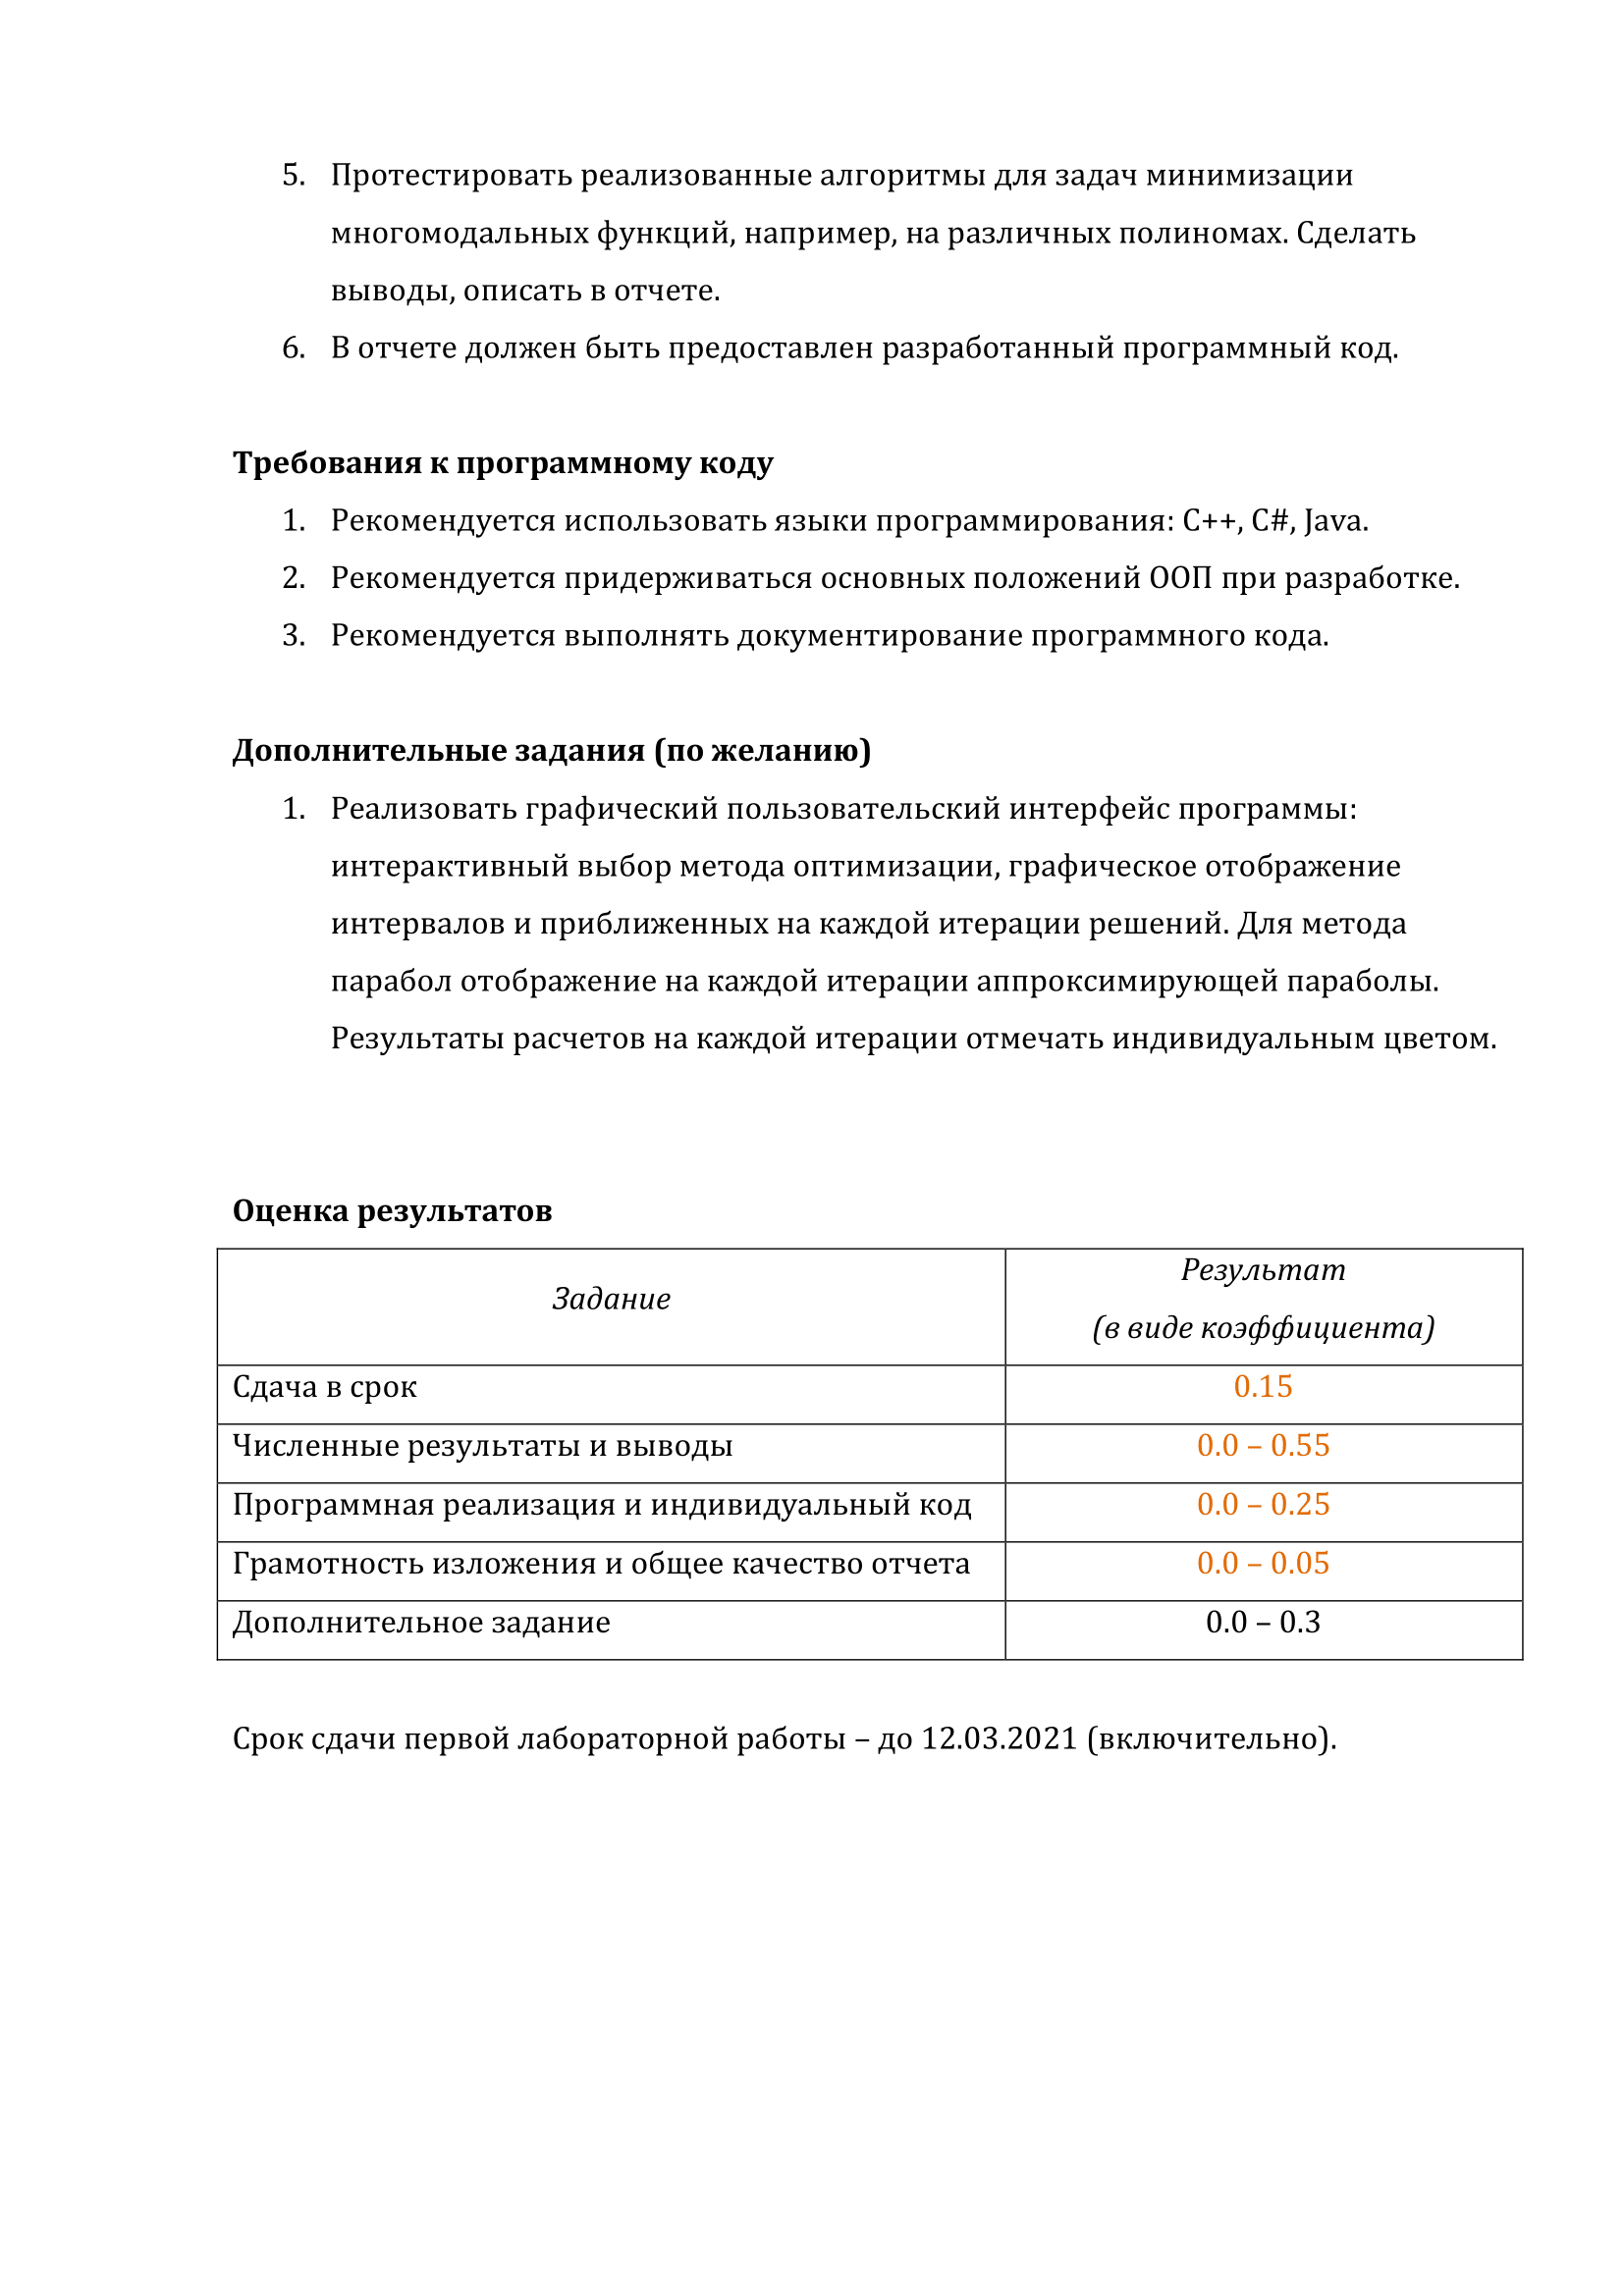 5. Протестировать реализованные алгоритмы для задач минимизации
многомодальных функций, например, на различных полиномах. Сделать
выводы, описать в отчете.
6. В отчете должен быть предоставлен разработанный программный код.
Требования к программному коду
1. Рекомендуется использовать языки программирования: C++, C#, Java.
2. Рекомендуется придерживаться основных положений ООП при разработке.
3. Рекомендуется выполнять документирование программного кода.
Дополнительные задания (по желанию)
1. Реализовать графический пользовательский интерфейс программы:
интерактивный выбор метода оптимизации, графическое отображение
интервалов и приближенных на каждой итерации решений. Для метода
парабол отображение на каждой итерации аппроксимирующей параболы.
Результаты расчетов на каждой итерации отмечать индивидуальным цветом.
Оценка результатов
Задание
Результат
(в виде коэффициента)
Сдача в срок 0.15
Численные результаты и выводы 0.0 – 0.55
Программная реализация и индивидуальный код 0.0 – 0.25
Грамотность изложения и общее качество отчета 0.0 – 0.05
Дополнительное задание 0.0 – 0.3
Срок сдачи первой лабораторной работы – до 12.03.2021 (включительно).